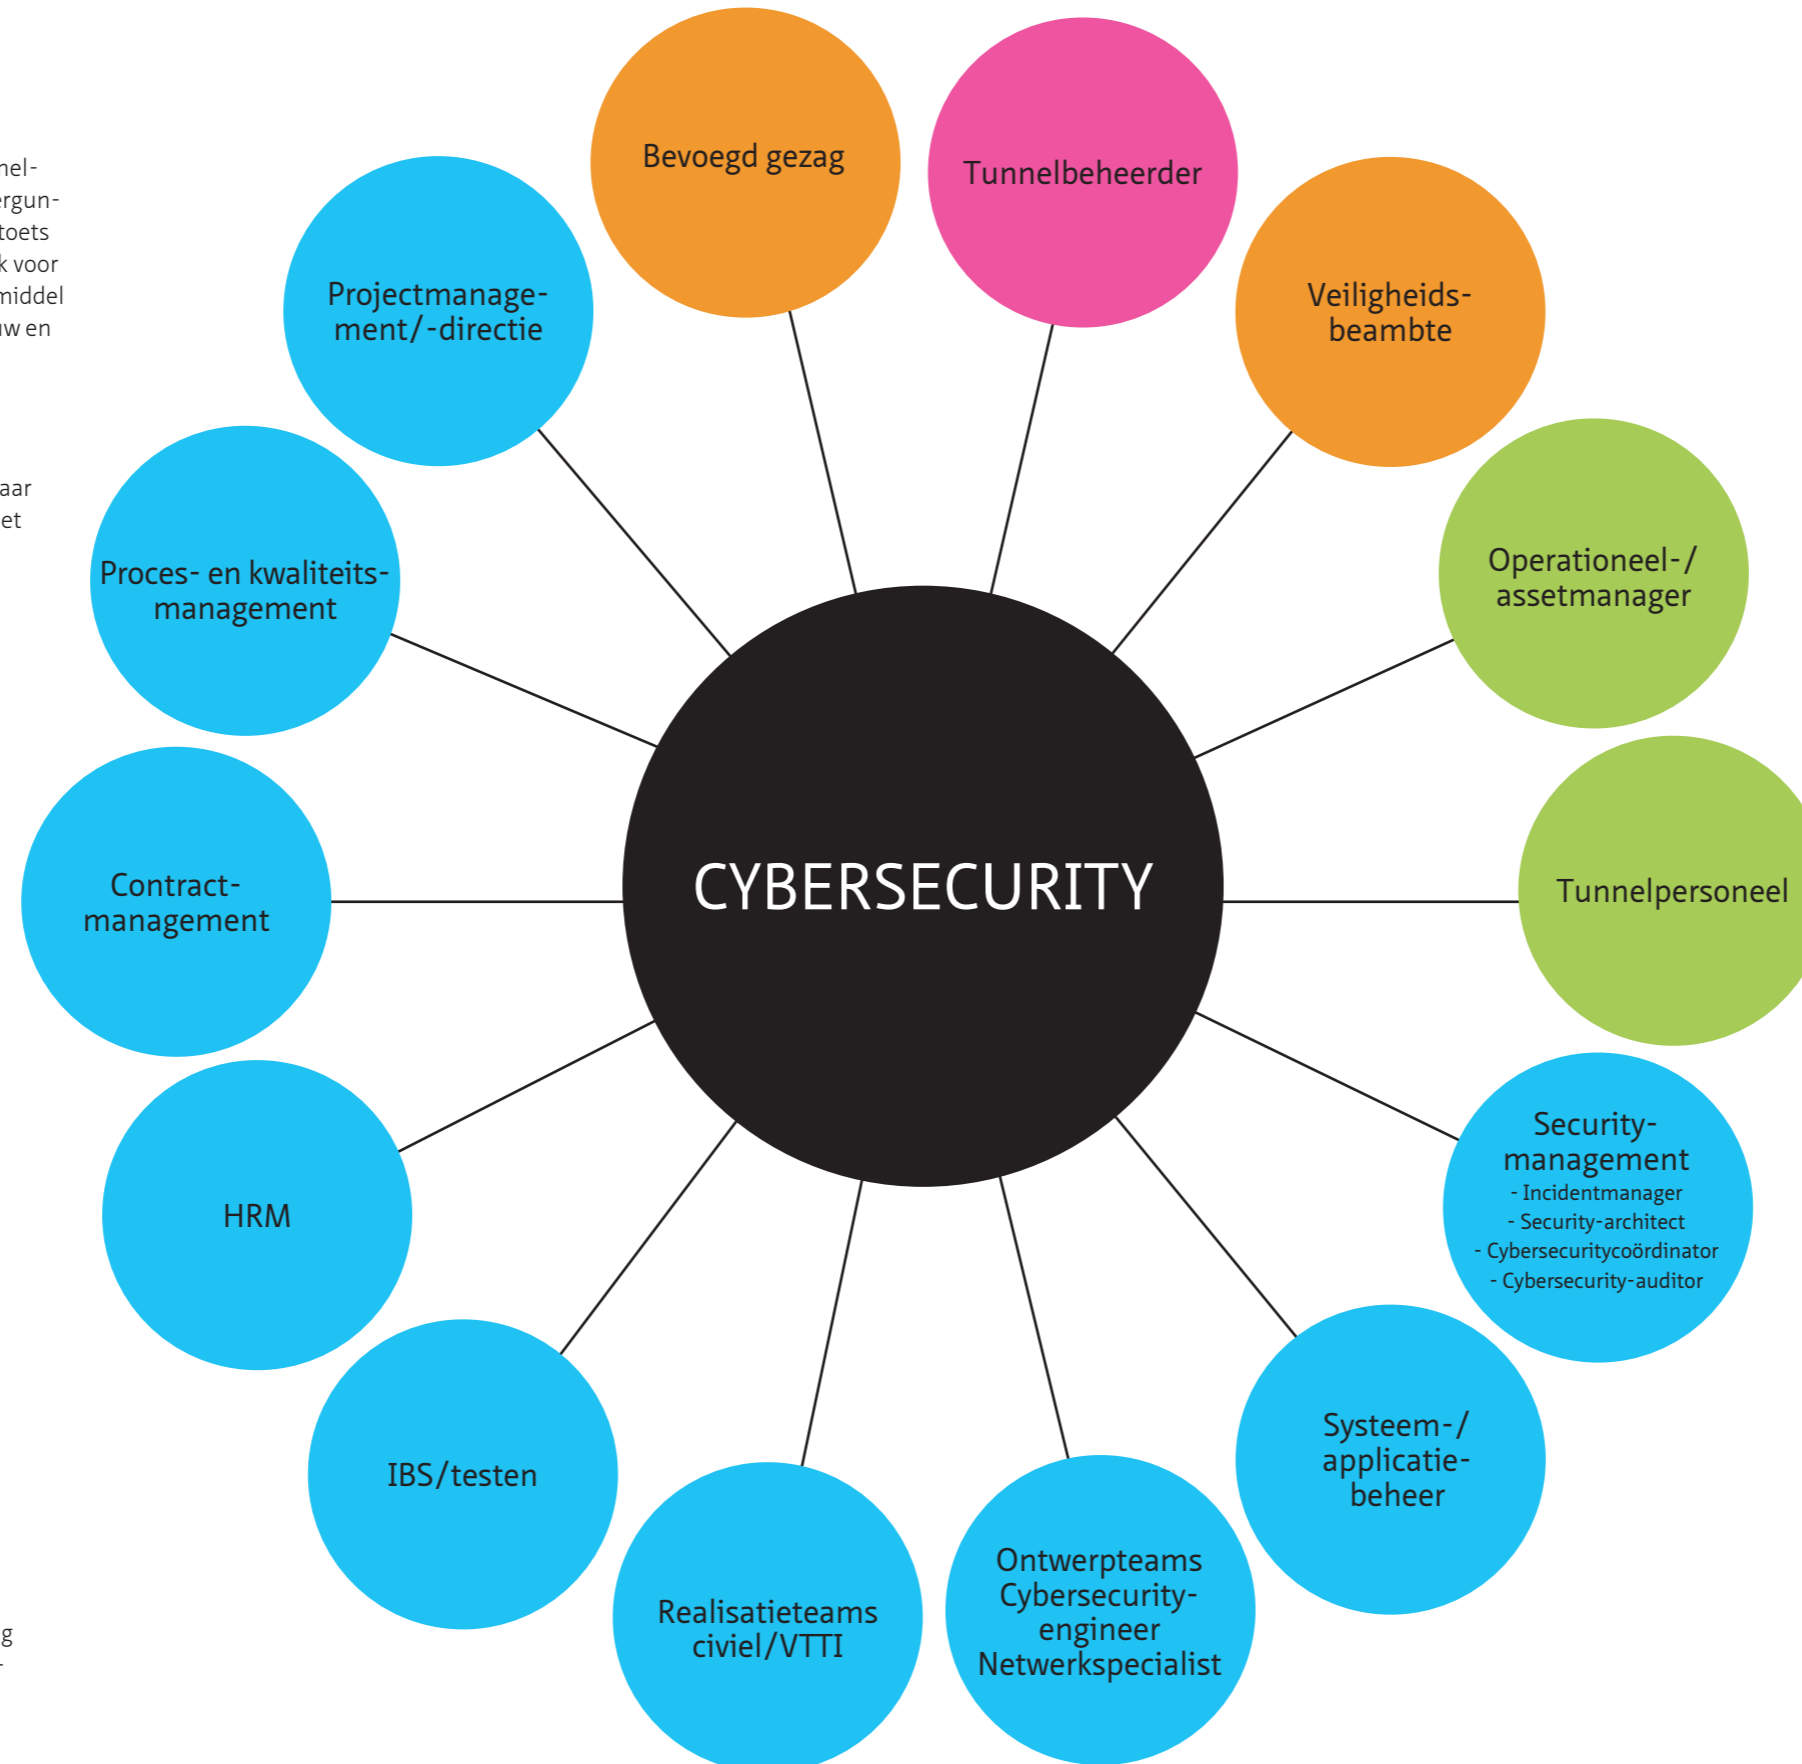 nel-
ergun-
toets
k voor
middel
uw en
aar
et
g
-
Bevoegd gezag
Tunnelbeheerder
Veiligheids-
beambte
Operationeel-/
assetmanager
Tunnelpersoneel
Security-
management
- Incidentmanager
- Security-architect
- Cybersecuritycoördinator
- Cybersecurity-auditor
Systeem-/
applicatie-
beheer
Ontwerpteams
Cybersecurity-
engineer
Netwerkspecialist
Realisatieteams
civiel/VTTI
IBS/testen
HRM
Contract-
management
Proces- en kwaliteits-
management
Projectmanage-
ment/-directie
CYBERSECURITY